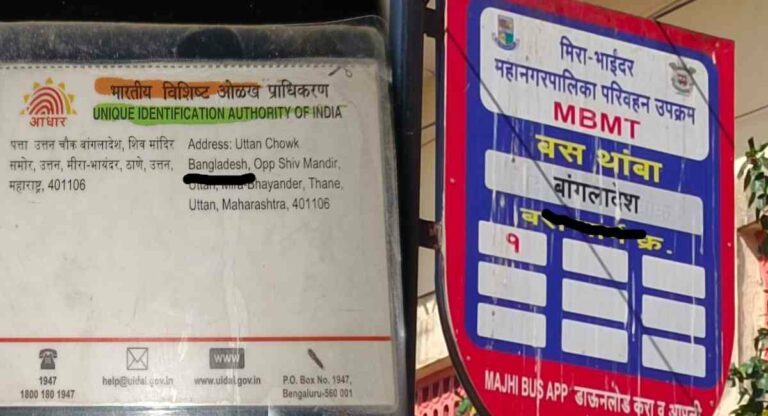 भारतीय विशिष्ट ओळख प्राधिकरण
UNIQUE IDENTIFICATION AUTHORITY OF INDIA
आधार
पत्ता उत्तन चौक बांगलादेश, शिव मांदिर
समोर, उत्तन, मीरा-भायंदर, ठाणे, उत्तन,
महाराष्ट्र, 401106
Address: Uttan Chowk
Bangladesh, Opp Shiv Mandir,
Uttan, Mira-Bhayander, Thane,
Uttan, Maharashtra, 401106
1947
1800 180 1947
help@uidai.gov.in
www
www.uidai.gov.in
P.O. Box No. 1947,
Bengaluru-560 001
मिरा-भाईंदर
महानगरपालिका परिवहन उपक्रम
MBMT
बस थांबा
बांगलादेश
बस क्र.
१
MAJHI BUS APP डाऊनलोड करा व आपली